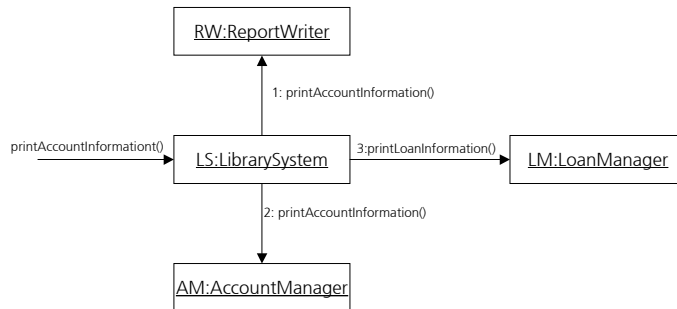 RW:ReportWriter
1: printAccountInformation()
printAccountInformationt()
LS:LibrarySystem
3:printLoanInformation()
LM:LoanManager
2: printAccountInformation()
AM:AccountManager